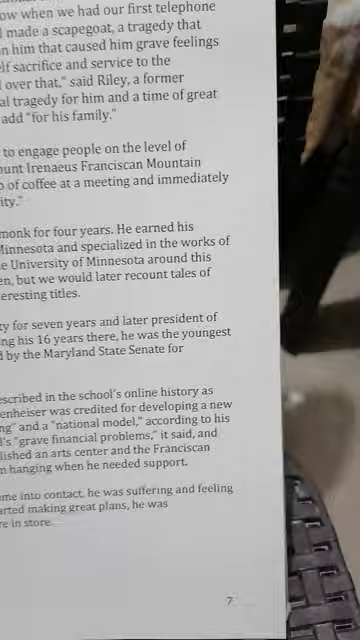 ow when we had our first telephone
made a scapegoat, a tragedy that
n him that caused him grave feelings
elf sacrifice and service to the
over that," said Riley, a former
al tragedy for him and a time of great
add "for his family."
to engage people on the level of
ount Irenaeus Franciscan Mountain
of coffee at a meeting and immediately
ity."
monk for four years. He earned his
Minnesota and specialized in the works of
e University of Minnesota around this
en, but we would later recount tales of
eresting titles.
ty for seven years and later president of
ng his 16 years there, he was the youngest
d by the Maryland State Senate for
escribed in the school's online history as
enheiser was credited for developing a new
ng" and a "national model," according to his
l's "grave financial problems," it said, and
lished an arts center and the Franciscan
n hanging when he needed support.
me into contact, he was suffering and feeling
arted making great plans, he was
re in store.
7